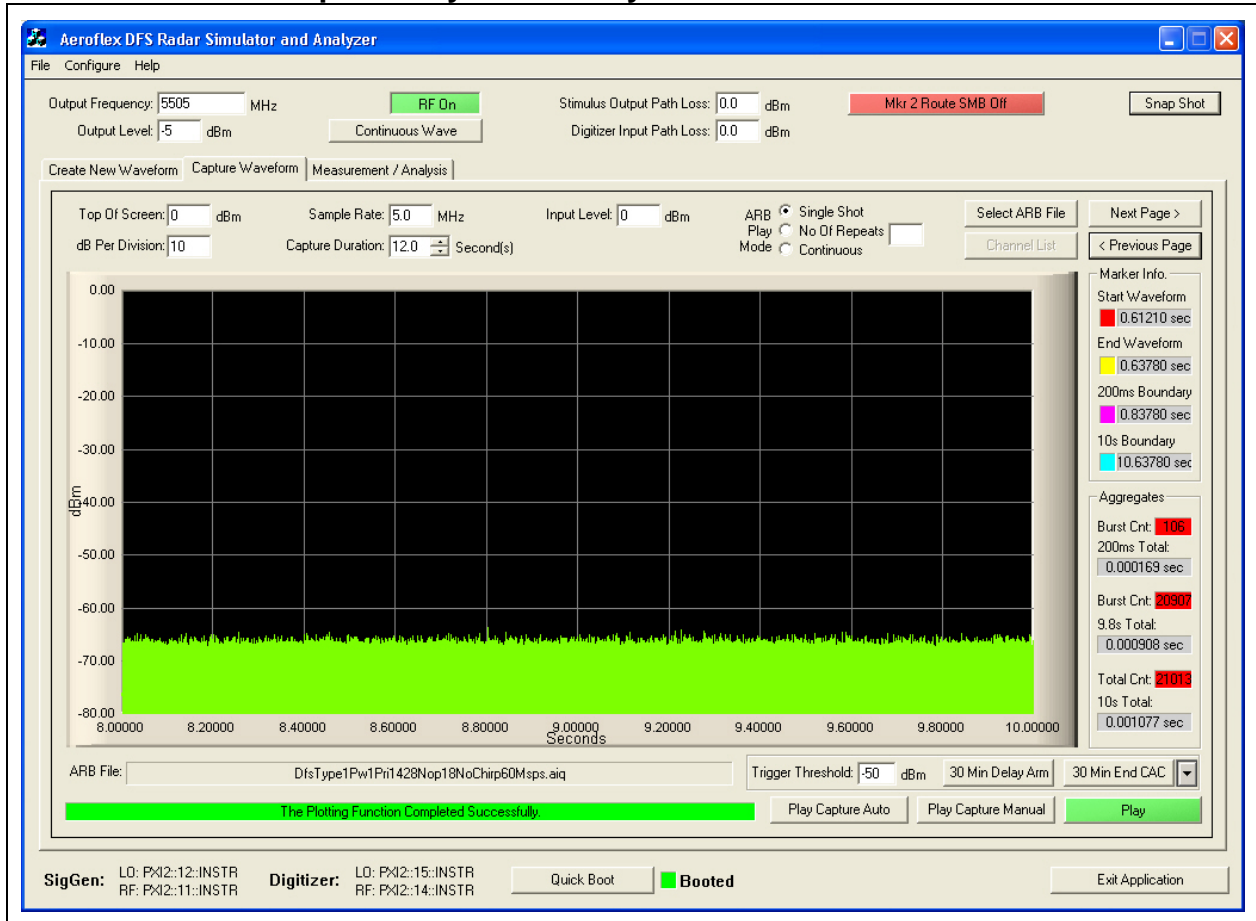 Aeroflex DFS Radar Simulator and Analyzer
File Configure Help
Output Frequency: 5505 MHz
RF On
Stimulus Output Path Loss: 0.0 dBm
Mkr 2 Route SMB Off
Snap Shot
Output Level: -5 dBm
Continuous Wave
Digitizer Input Path Loss: 0.0 dBm
Create New Waveform Capture Waveform Measurement / Analysis
Top Of Screen: 0 dBm
Sample Rate: 5.0 MHz
Input Level: 0 dBm
ARB Play Mode
Single Shot
No Of Repeats
Continuous
Select ARB File
Next Page >
dB Per Division: 10
Capture Duration: 12.0 Second(s)
Channel List
< Previous Page
0.00
-10.00
-20.00
-30.00
-40.00
-50.00
-60.00
-70.00
-80.00
dBm
8.00000 8.20000 8.40000 8.60000 8.80000 9.00000 9.20000 9.40000 9.60000 9.80000 10.00000
Seconds
Marker Info.
Start Waveform
0.61210 sec
End Waveform
0.63780 sec
200ms Boundary
0.83780 sec
10s Boundary
10.63780 sec
Aggregates
Burst Cnt: 106
200ms Total:
0.000169 sec
Burst Cnt: 20907
9.8s Total:
0.000908 sec
Total Cnt: 21013
10s Total:
0.001077 sec
ARB File: DfsType1Pw1Pri1428Nop18NoChirp60Msps.aiq
Trigger Threshold: -50 dBm
30 Min Delay Arm
30 Min End CAC
The Plotting Function Completed Successfully.
Play Capture Auto
Play Capture Manual
Play
SigGen: LO: PXI2::12::INSTR
RF: PXI2::11::INSTR
Digitizer: LO: PXI2::15::INSTR
RF: PXI2::14::INSTR
Quick Boot
Booted
Exit Application